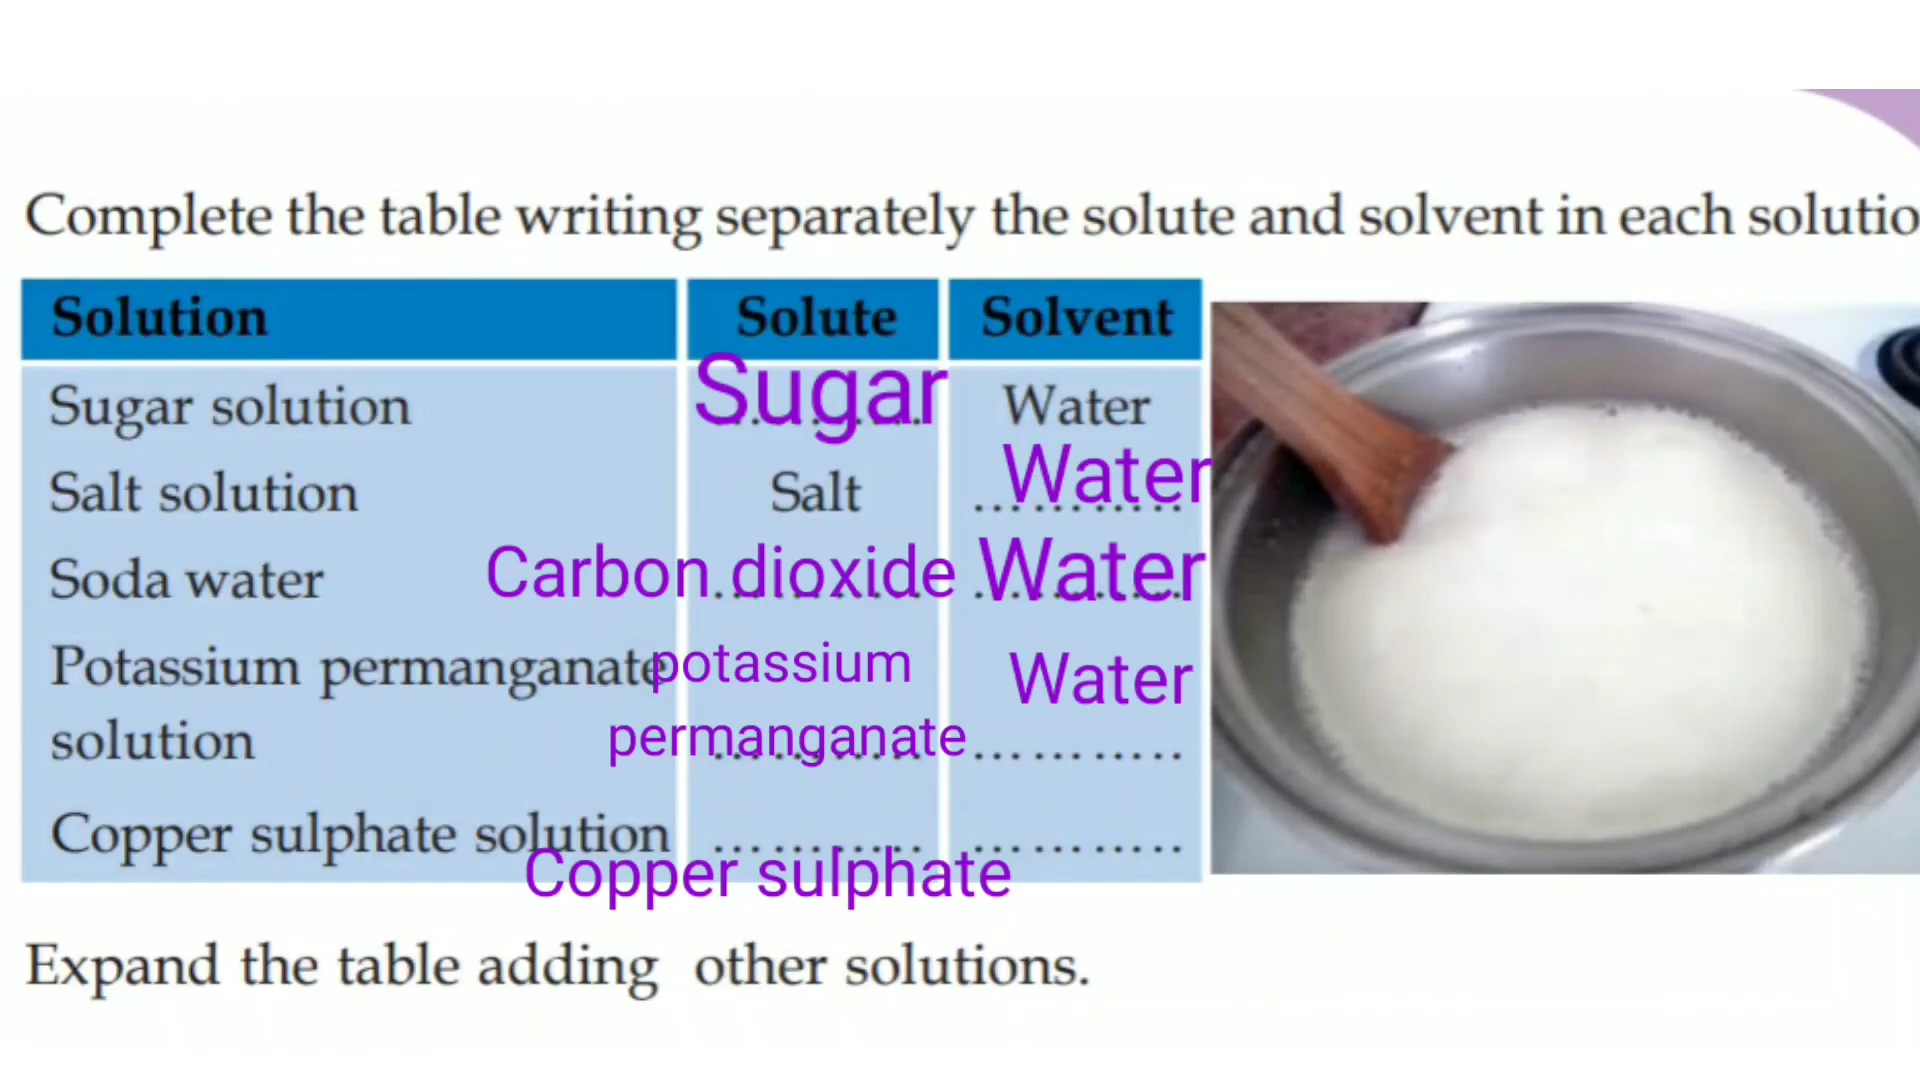 Complete the table writing separately the solute and solvent in each solutio
Solution Solute Solvent
Sugar solution Sugar Water
Salt solution Salt ........... Water
Soda water Carbon dioxide ........... Water
Potassium permanganate potassium Water
solution permanganate ........... ...........
Copper sulphate solution ........... ...........
Copper sulphate
Expand the table adding other solutions.